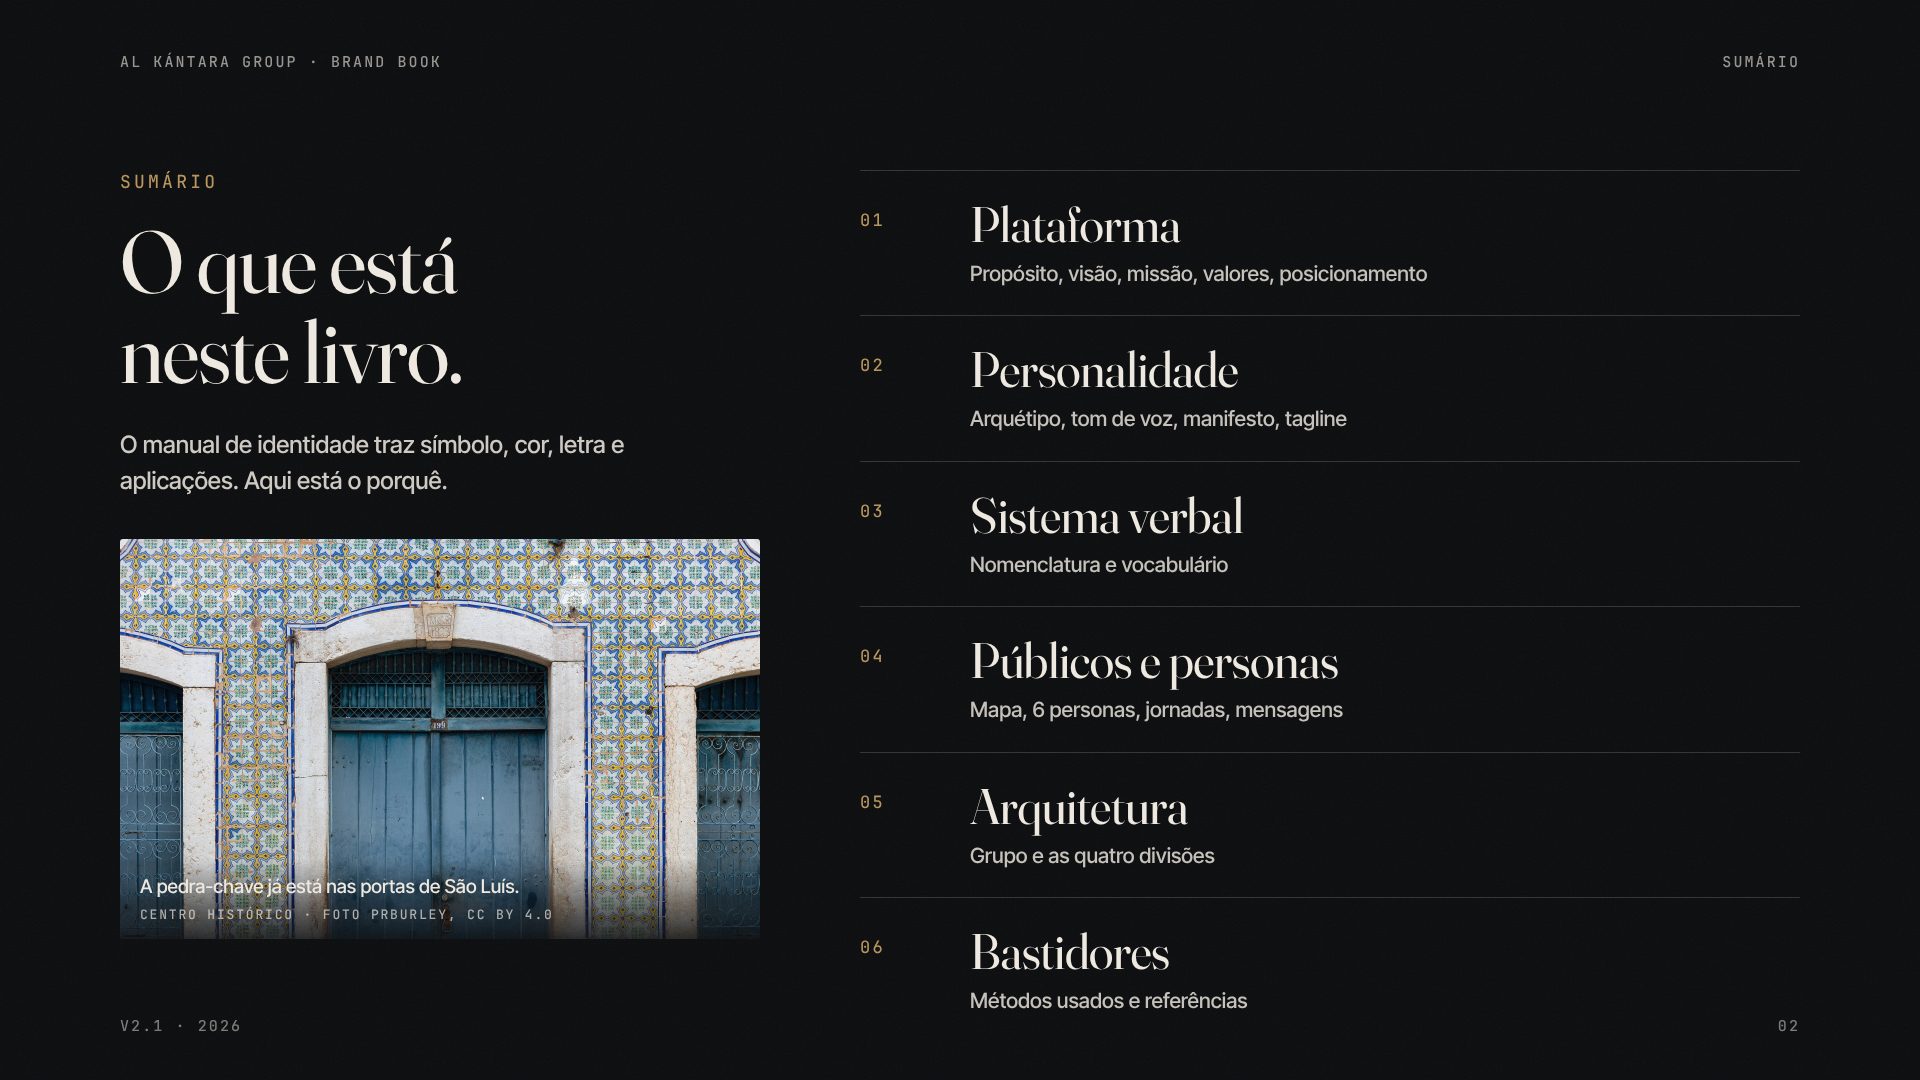 AL KÁNTARA GROUP · BRAND BOOK
SUMÁRIO
SUMÁRIO
O que está
neste livro.
O manual de identidade traz símbolo, cor, letra e
aplicações. Aqui está o porquê.
199
A pedra-chave já está nas portas de São Luís.
CENTRO HISTÓRICO · FOTO PRBURLEY, CC BY 4.0
01
Plataforma
Propósito, visão, missão, valores, posicionamento
02
Personalidade
Arquétipo, tom de voz, manifesto, tagline
03
Sistema verbal
Nomenclatura e vocabulário
04
Públicos e personas
Mapa, 6 personas, jornadas, mensagens
05
Arquitetura
Grupo e as quatro divisões
06
Bastidores
Métodos usados e referências
V2.1 · 2026
02